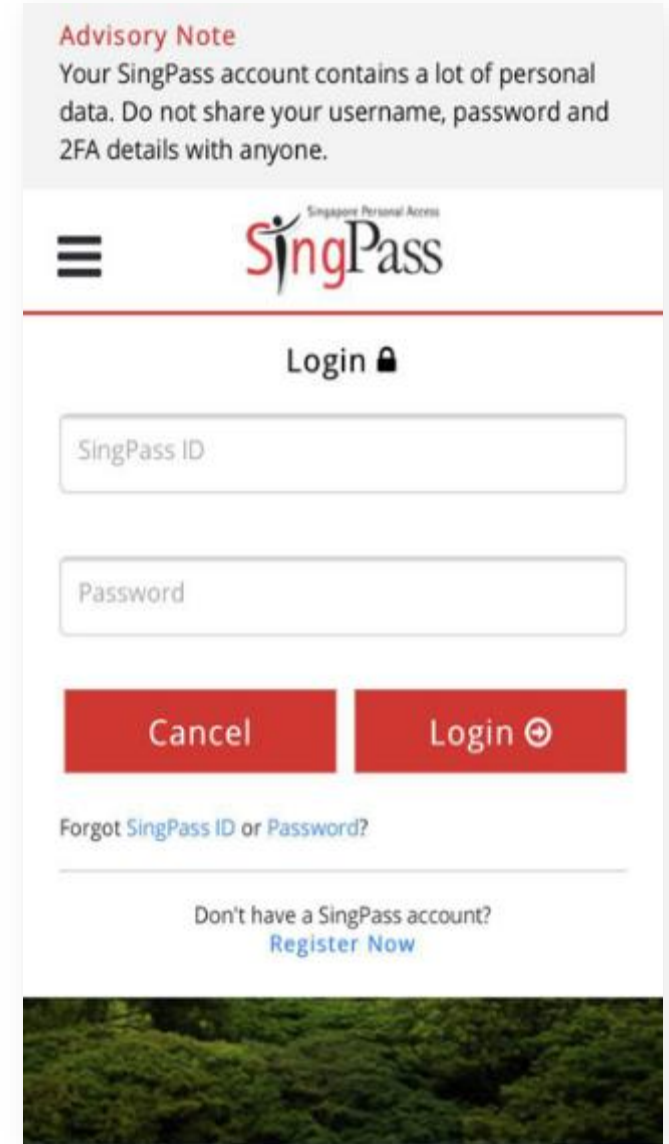 Advisory Note
Your SingPass account contains a lot of personal
data. Do not share your username, password and
2FA details with anyone.
Singapore Personal Access
SingPass
Login
SingPass ID
Password
Cancel
Login
Forgot SingPass ID or Password?
Don't have a SingPass account?
Register Now